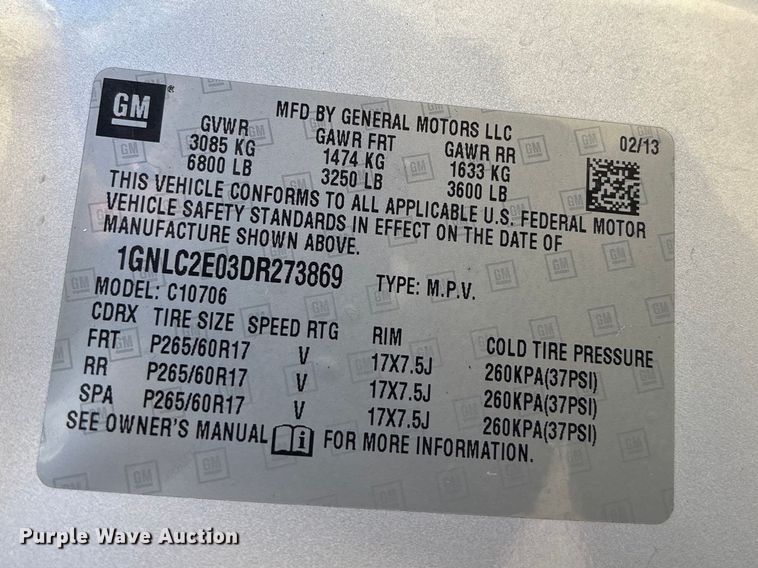 GM
MFD BY GENERAL MOTORS LLC
02/13
GVWR GAWR FRT GAWR RR
3085 KG 1474 KG 1633 KG
6800 LB 3250 LB 3600 LB
THIS VEHICLE CONFORMS TO ALL APPLICABLE U.S. FEDERAL MOTOR
VEHICLE SAFETY STANDARDS IN EFFECT ON THE DATE OF
MANUFACTURE SHOWN ABOVE.
1GNLC2E03DR273869 TYPE: M.P.V.
MODEL: C10706
CDRX TIRE SIZE SPEED RTG RIM COLD TIRE PRESSURE
FRT P265/60R17 V 17X7.5J 260KPA(37PSI)
RR P265/60R17 V 17X7.5J 260KPA(37PSI)
SPA P265/60R17 V 17X7.5J 260KPA(37PSI)
SEE OWNER'S MANUAL i FOR MORE INFORMATION.
Purple Wave Auction